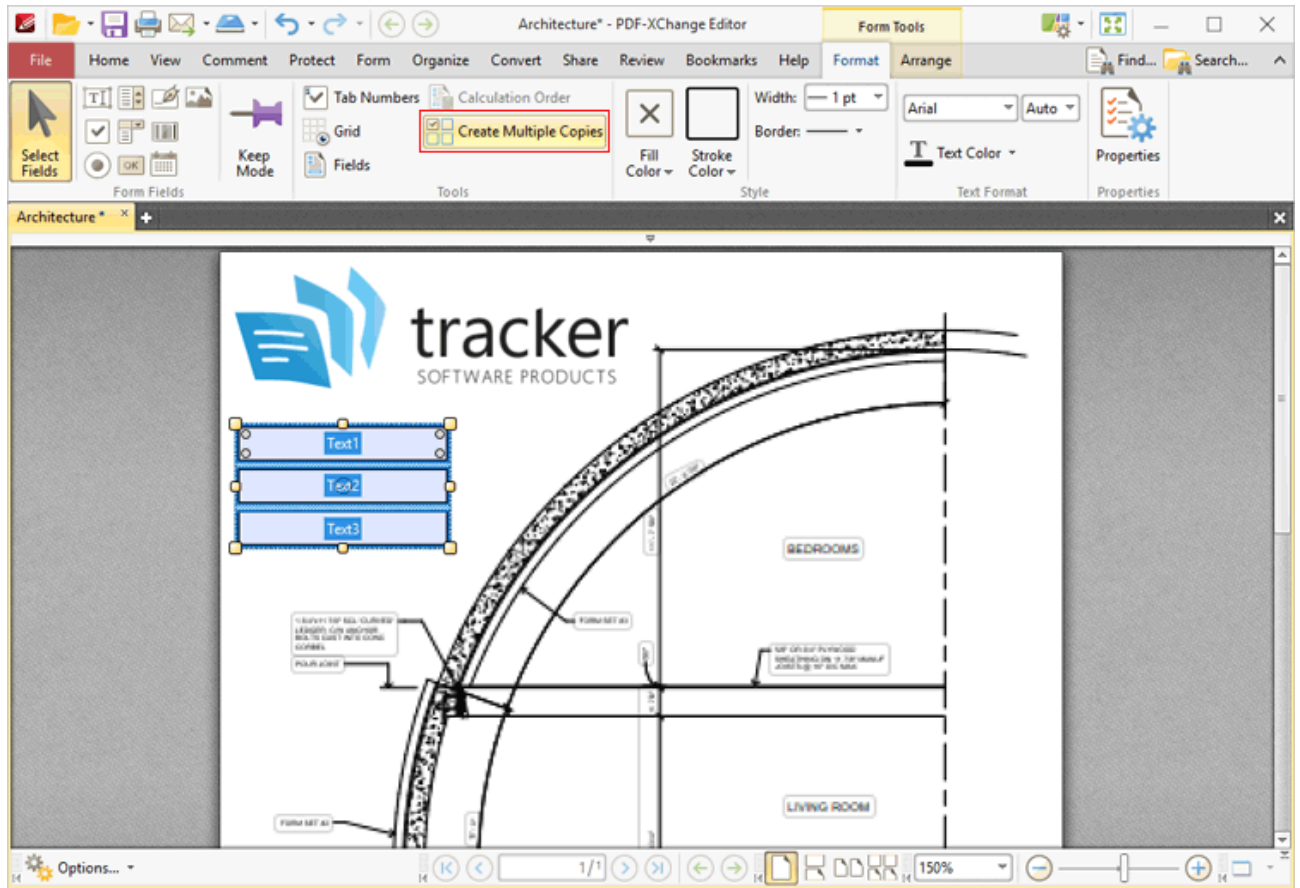 Architecture* - PDF-XChange Editor
Form Tools
File Home View Comment Protect Form Organize Convert Share Review Bookmarks Help Format Arrange Find... Search...
Select Fields
OK
Form Fields
Keep Mode
Tab Numbers
Calculation Order
Grid
Create Multiple Copies
Fields
Tools
Fill Color
Stroke Color
Width: 1 pt
Border:
Style
Arial Auto
T Text Color
Text Format
Properties
Properties
Architecture *
tracker
SOFTWARE PRODUCTS
Text1
Text2
Text3
BEDROOMS
POUR JOINT
LIVING ROOM
Options...
1/1
150%